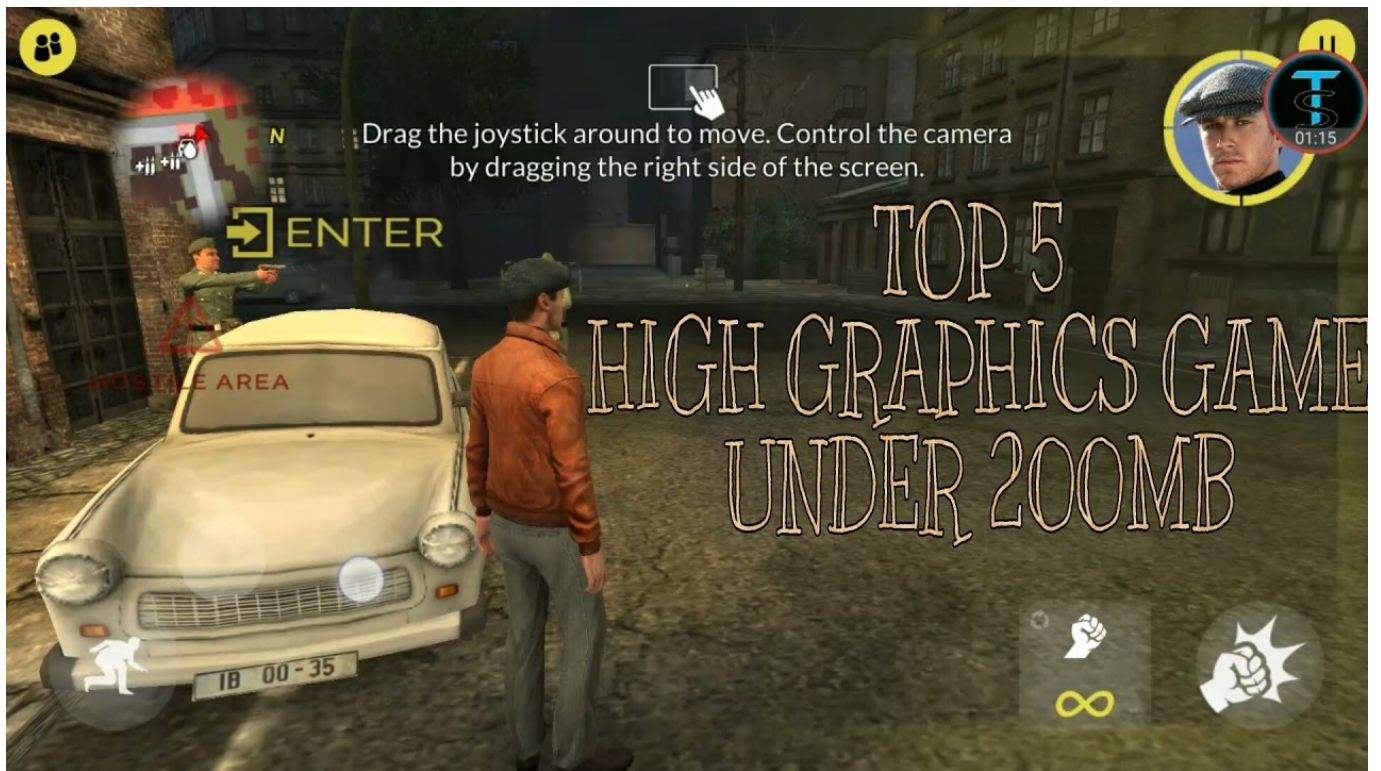 N
Drag the joystick around to move. Control the camera
by dragging the right side of the screen.
01:15
ENTER
TOP 5
HIGH GRAPHICS GAME
UNDER 200MB
HOSTILE AREA
IB 00-35